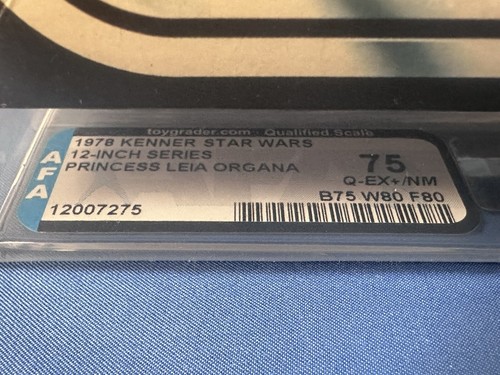 toygrader.com - Qualified Scale
AFA
1978 KENNER STAR WARS
12-INCH SERIES
PRINCESS LEIA ORGANA
75
Q-EX+/NM
B75 W80 F80
12007275